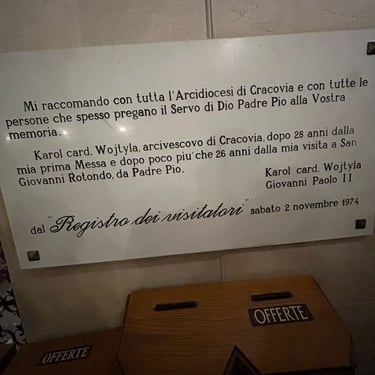 Mi raccomando con tutta l'Arcidiocesi di Cracovia e con tutte le
persone che spesso pregano il Servo di Dio Padre Pio alla Vostra
memoria.
Karol card. Wojtyla, arcivescovo di Cracovia, dopo 28 anni dalla
mia prima Messa e dopo poco piu' che 26 anni dalla mia visita a San
Giovanni Rotondo, da Padre Pio.
Karol card. Wojtyla
Giovanni Paolo II
dal "Registro dei visitatori" sabato 2 novembre 1974
OFFERTE
OFFERTE